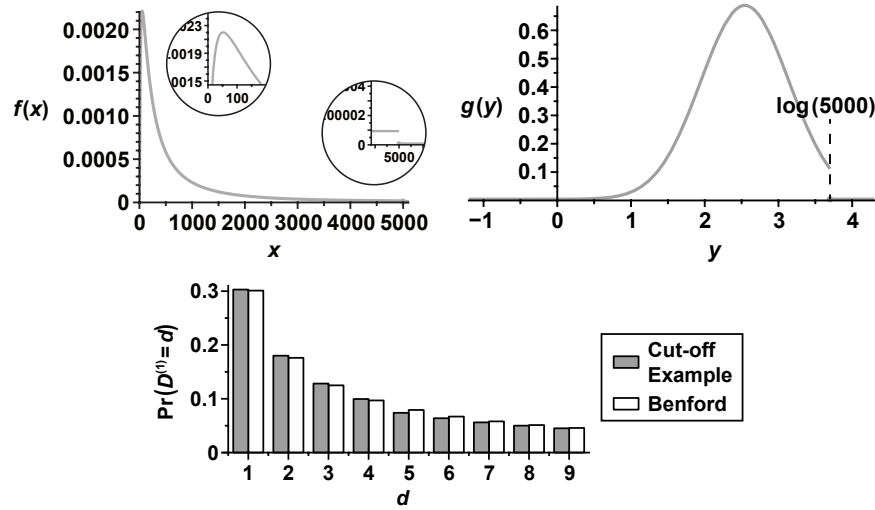 0.0020
0.0015
0.0010
0.0005
0
f(x)
0 1000 2000 3000 4000 5000
x
.0023
.0019
.0015
0 100
.00004
.00002
0
5000
0.6
0.5
0.4
0.3
0.2
0.1
g(y)
log(5000)
−1 0 1 2 3 4
y
0.3
0.2
0.1
0
Pr(D⁽¹⁾=d)
1 2 3 4 5 6 7 8 9
d
Cut-off
Example
Benford